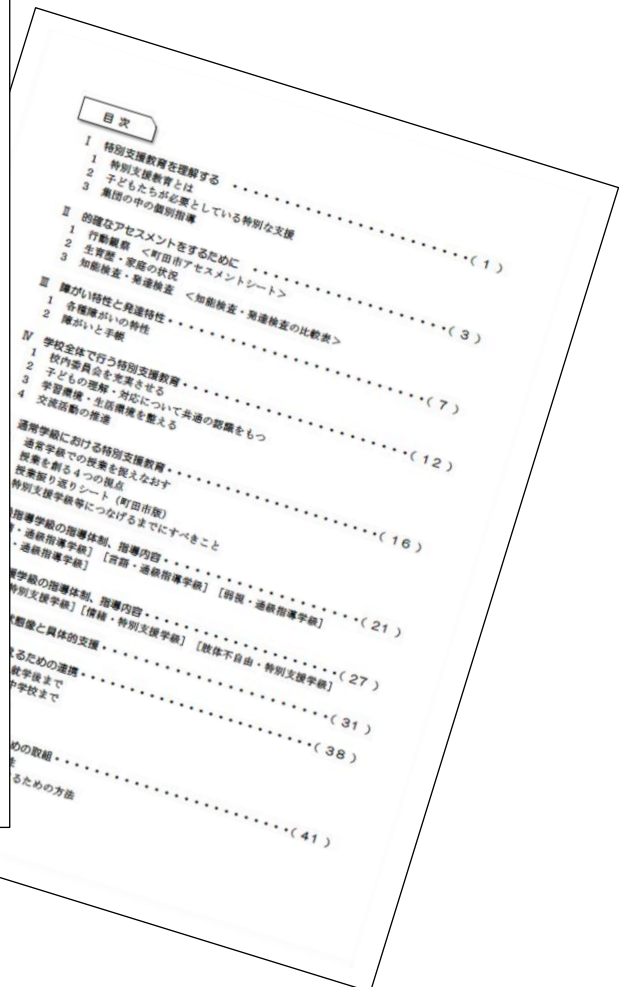 目 次
Ⅰ 特別支援教育を理解する ・・・・・・・・・・・・・・・・・・・・・・・・( 1 )
1 特別支援教育とは
2 子どもたちが必要としている特別な支援
3 集団の中の個別指導
Ⅱ 的確なアセスメントをするために ・・・・・・・・・・・・・・・・・・・・( 3 )
1 行動観察 <町田市アセスメントシート>
2 生育歴・家庭の状況
3 知能検査・発達検査 <知能検査・発達検査の比較表>
Ⅲ 障がい特性と発達特性・・・・・・・・・・・・・・・・・・・・・・・・・・( 7 )
1 各種障がいの特性
2 障がいと手帳
Ⅳ 学校全体で行う特別支援教育・・・・・・・・・・・・・・・・・・・・・・・( 12 )
1 校内委員会を充実させる
2 子どもの理解・対応について共通の認識をもつ
3 学習環境・生活環境を整える
4 交流活動の推進
通常学級における特別支援教育・・・・・・・・・・・・・・・・・・・・・( 16 )
通常学級での授業を捉えなおす
授業を創る4つの視点
授業振り返りシート（町田市版）
特別支援学級等につなげるまでにすべきこと
指導学級の指導体制、指導内容・・・・・・・・・・・・・・・・・・・・( 21 )
・通級指導学級］［言語・通級指導学級］［弱視・通級指導学級］
・通級指導学級］
援学級の指導体制、指導内容・・・・・・・・・・・・・・・・・・・・( 27 )
特別支援学級］［情緒・特別支援学級］［肢体不自由・特別支援学級］
状態像と具体的支援・・・・・・・・・・・・・・・・・・・・・・・( 31 )
えるための連携・・・・・・・・・・・・・・・・・・・・・・・・( 38 )
就学後まで
中学校まで
めの取組・・・・・・・・・・・・・・・・・・・・・・・・・( 41 )
性
るための方法